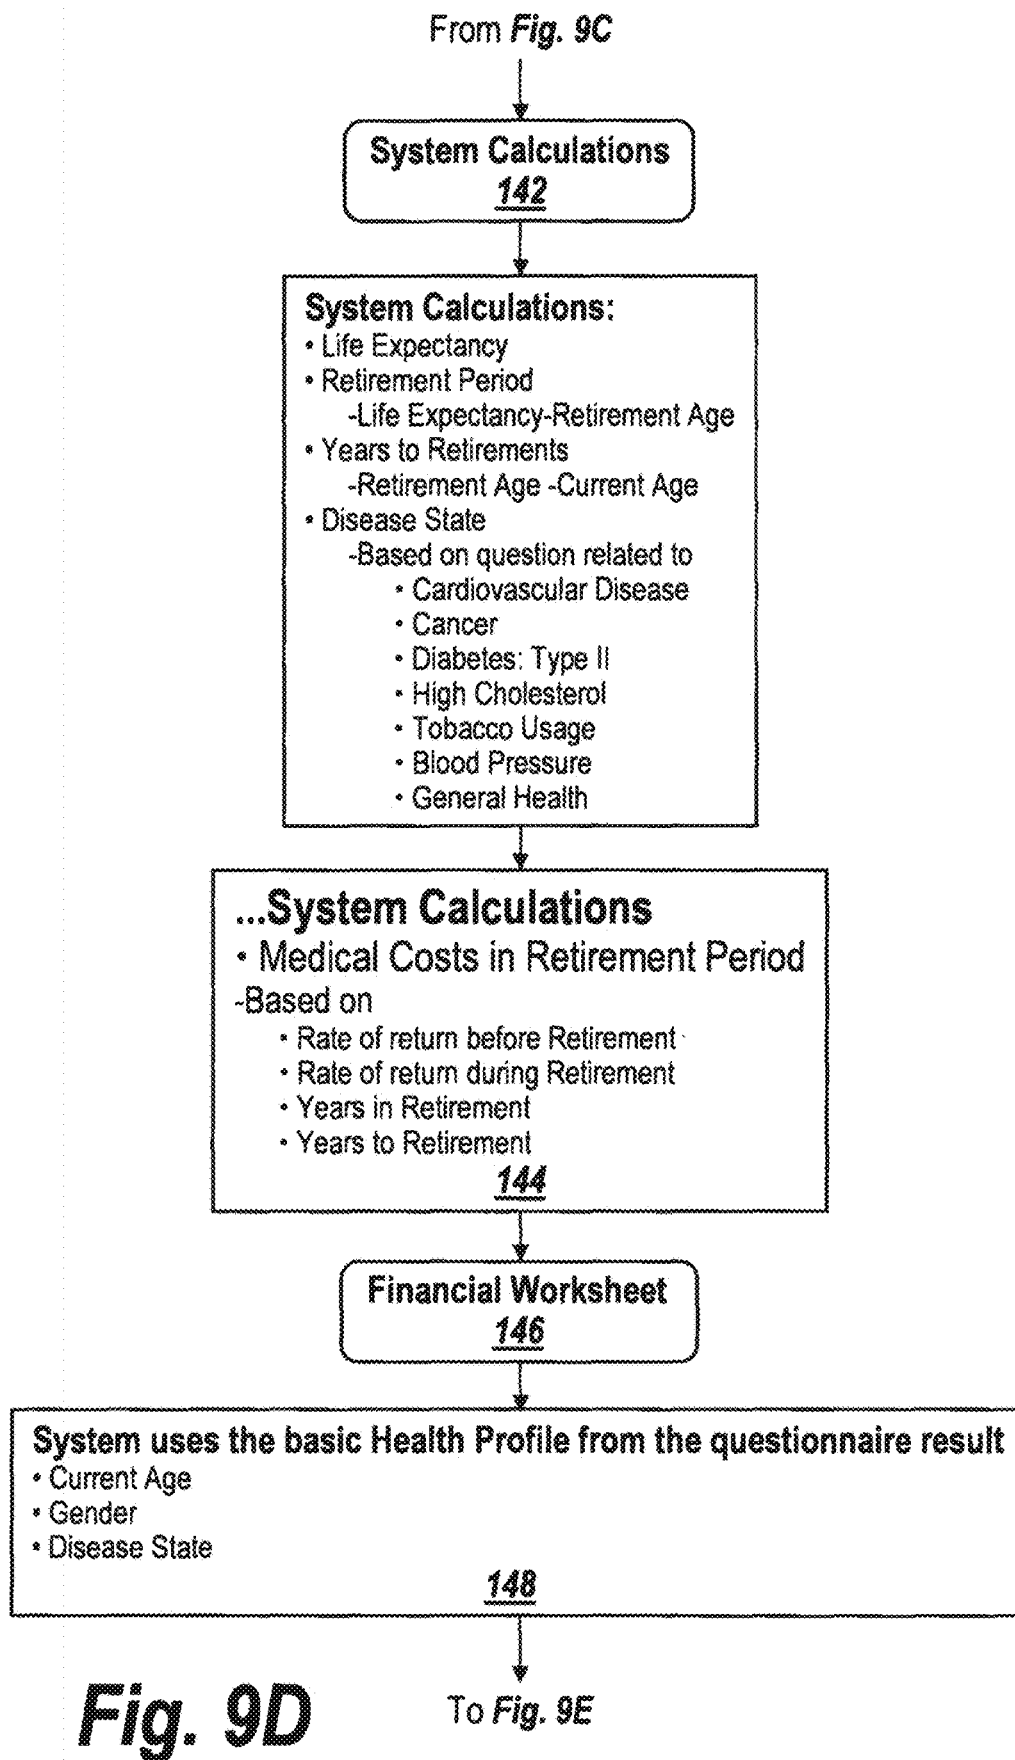 From Fig. 9C
System Calculations
142
System Calculations:
• Life Expectancy
• Retirement Period
-Life Expectancy-Retirement Age
• Years to Retirements
-Retirement Age -Current Age
• Disease State
-Based on question related to
• Cardiovascular Disease
• Cancer
• Diabetes: Type II
• High Cholesterol
• Tobacco Usage
• Blood Pressure
• General Health
...System Calculations
• Medical Costs in Retirement Period
-Based on
• Rate of return before Retirement
• Rate of return during Retirement
• Years in Retirement
• Years to Retirement
144
Financial Worksheet
146
System uses the basic Health Profile from the questionnaire result
• Current Age
• Gender
• Disease State
148
To Fig. 9E
Fig. 9D